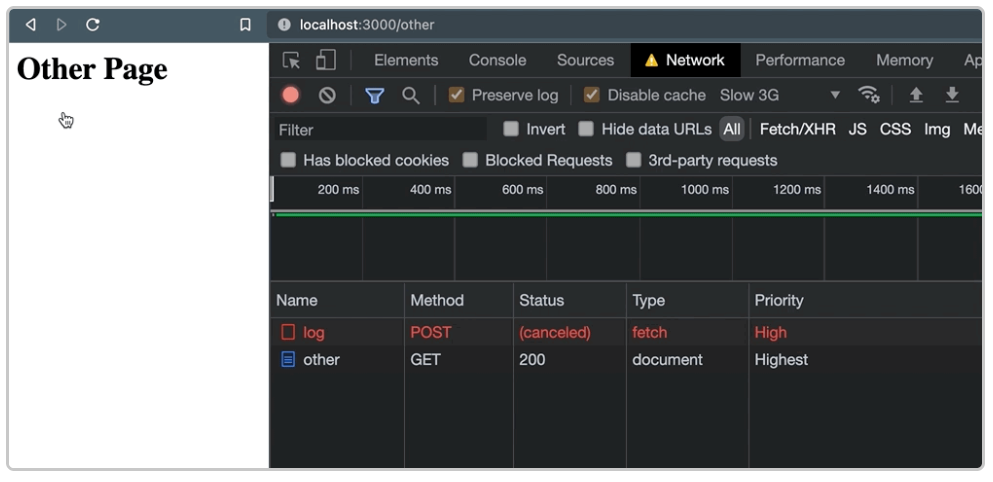 localhost:3000/other
Other Page
Elements Console Sources Network Performance Memory Ap
Preserve log Disable cache Slow 3G
Filter Invert Hide data URLs All Fetch/XHR JS CSS Img Me
Has blocked cookies Blocked Requests 3rd-party requests
200 ms 400 ms 600 ms 800 ms 1000 ms 1200 ms 1400 ms 1600
Name Method Status Type Priority
log POST (canceled) fetch High
other GET 200 document Highest